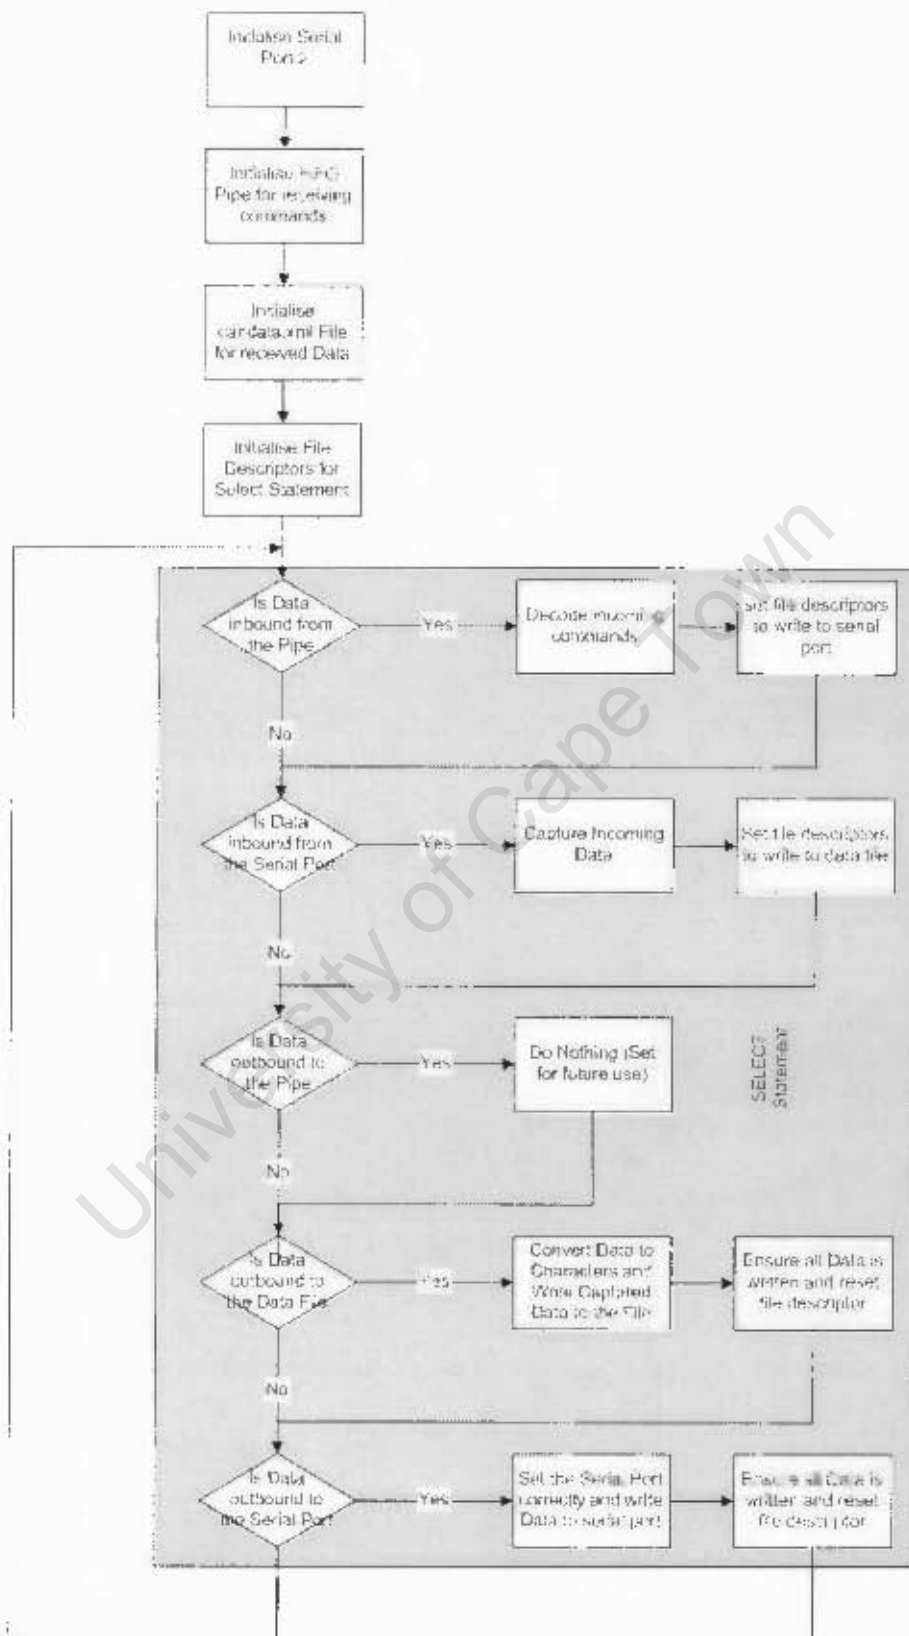 Initialise Serial
Port 2
Initialise FIFO
Pipe for receiving
commands
Initialise
candata.xml File
for received Data
Initialise File
Descriptors for
Select Statement
Is Data
inbound from
the Pipe
Yes
Decode incoming
commands
set file descriptors
to write to serial
port
No
Is Data
inbound from
the Serial Port
Yes
Capture Incoming
Data
Set file descriptors
to write to data file
No
Is Data
outbound to
the Pipe
Yes
Do Nothing (Set
for future use)
SELECT
Statement
No
Is Data
outbound to
the Data File
Yes
Convert Data to
Characters and
Write Captured
Data to the File
Ensure all Data is
written and reset
file descriptor
No
Is Data
outbound to
the Serial Port
Yes
Set the Serial Port
correctly and write
Data to serial port
Ensure all Data is
written and reset
file descriptor
University of Cape Town